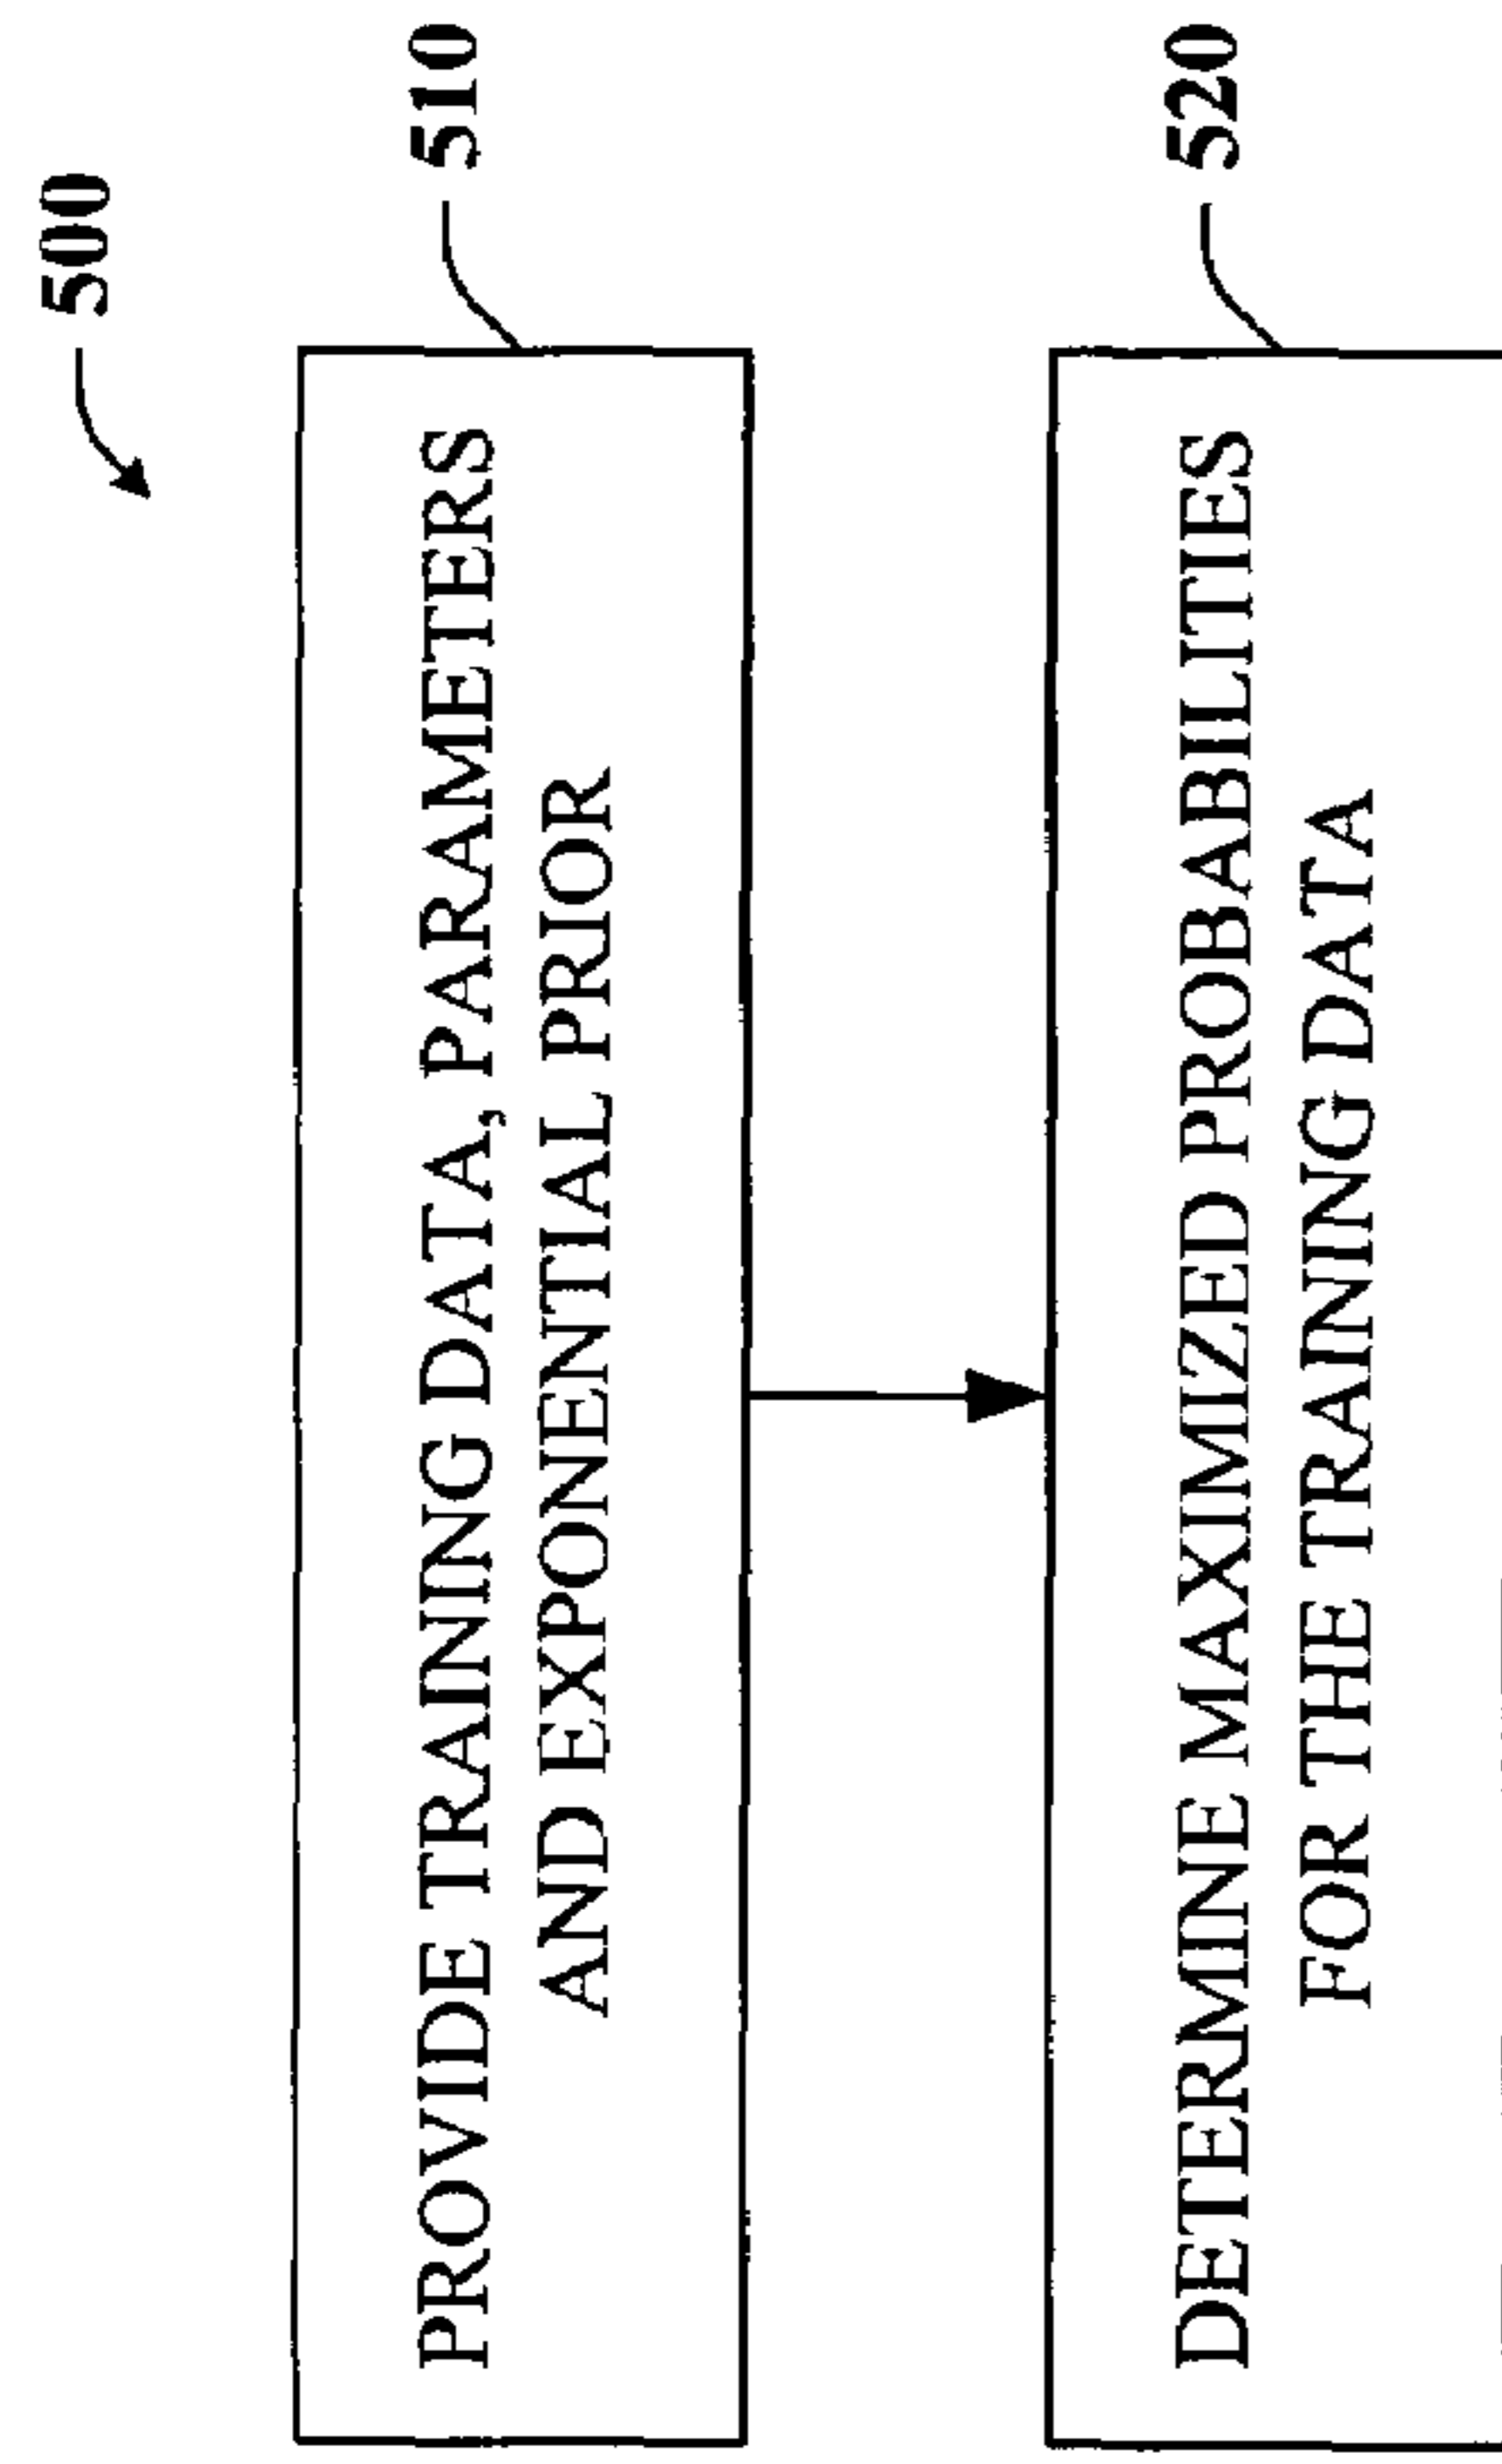 500
510
PROVIDE TRAINING DATA, PARAMETERS
AND EXPONENTIAL PRIOR
520
DETERMINE MAXIMIZED PROBABILITIES
FOR THE TRAINING DATA